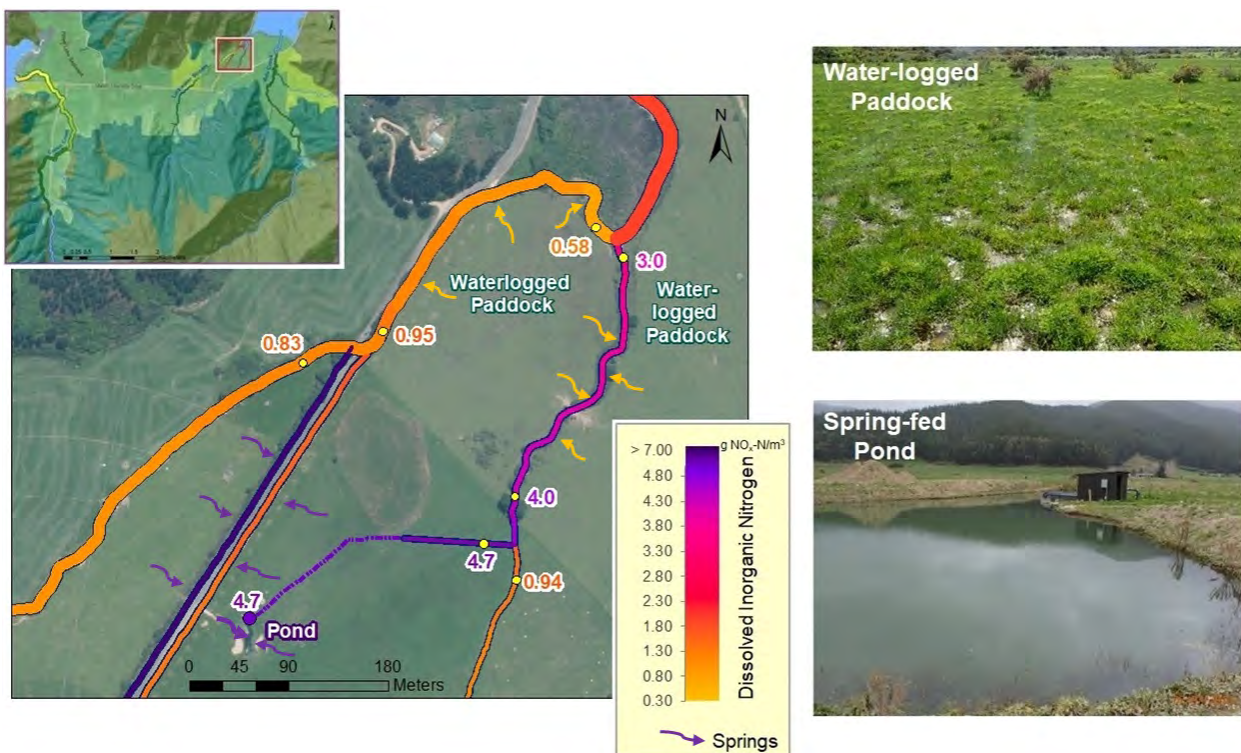 N
0.58
3.0
Waterlogged
Paddock
Water-
logged
Paddock
0.83
0.95
4.0
4.7
0.94
4.7
Pond
0 45 90 180
Meters
g NOx-N/m³
> 7.00
4.80
4.30
3.80
3.30
2.80
2.30
1.80
1.30
0.80
0.30
Dissolved Inorganic Nitrogen
Springs
Water-logged
Paddock
Spring-fed
Pond